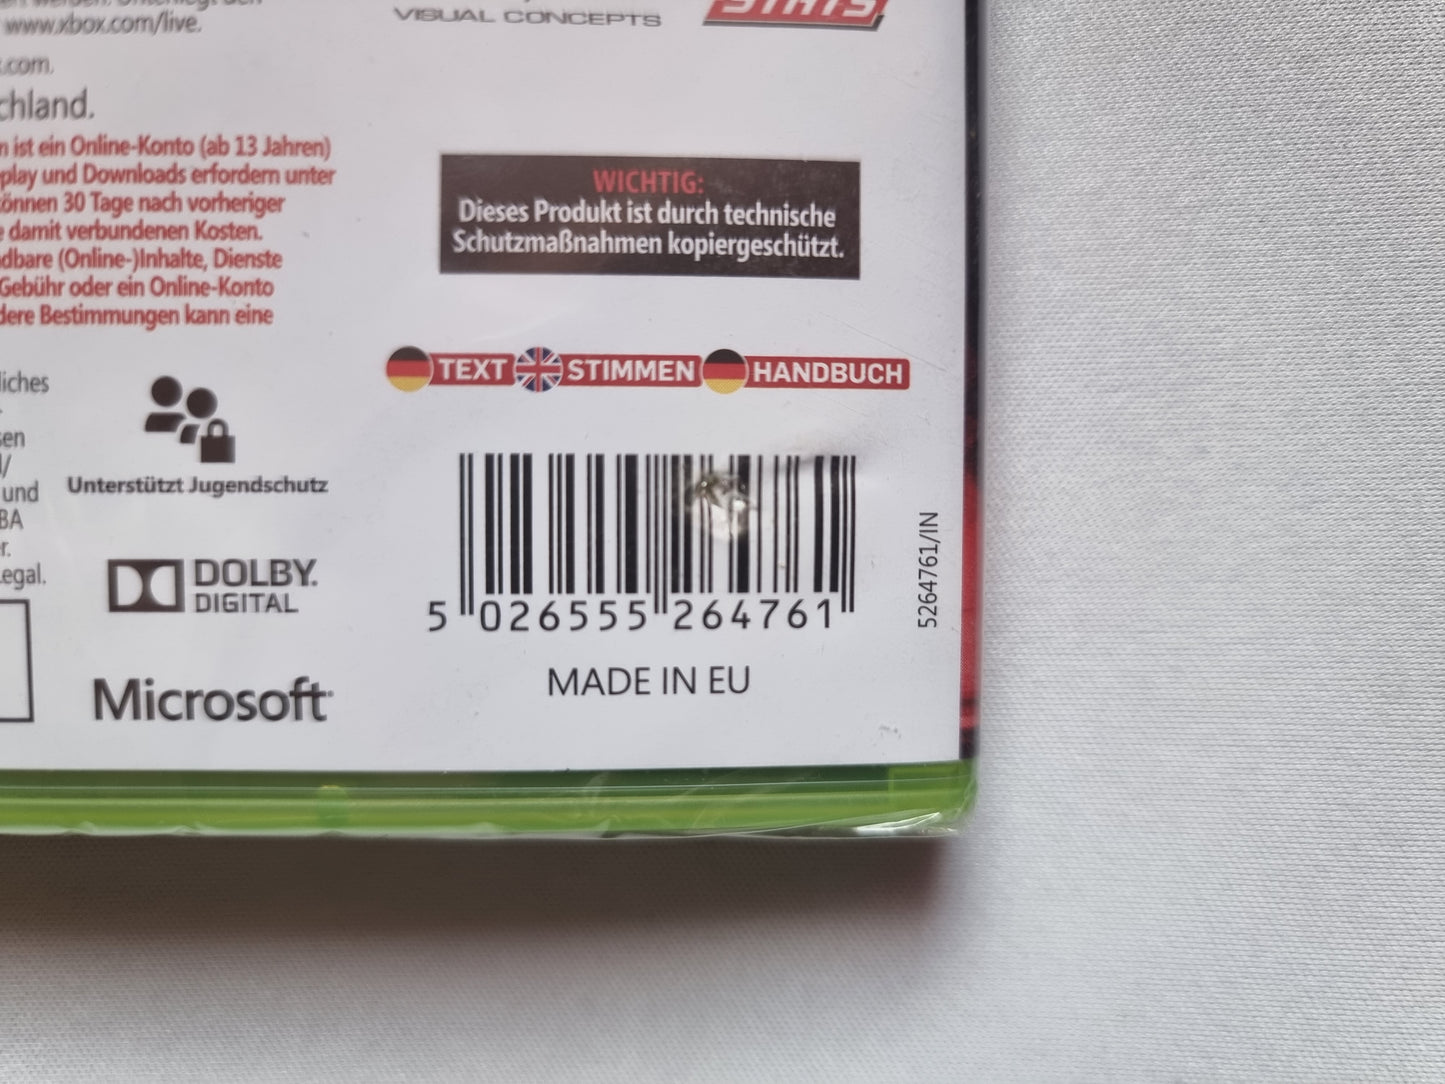 www.xbox.com/live.
VISUAL CONCEPTS
STATS
.com.
chland.
n ist ein Online-Konto (ab 13 Jahren)
play und Downloads erfordern unter
önnen 30 Tage nach vorheriger
e damit verbundenen Kosten.
dbare (Online-)Inhalte, Dienste
Gebühr oder ein Online-Konto
dere Bestimmungen kann eine
WICHTIG:
Dieses Produkt ist durch technische
Schutzmaßnahmen kopiergeschützt.
TEXT STIMMEN HANDBUCH
liches
sen
und
BA
r.
Legal.
Unterstützt Jugendschutz
DOLBY.
DIGITAL
Microsoft
5 026555 264761
MADE IN EU
5264761/IN